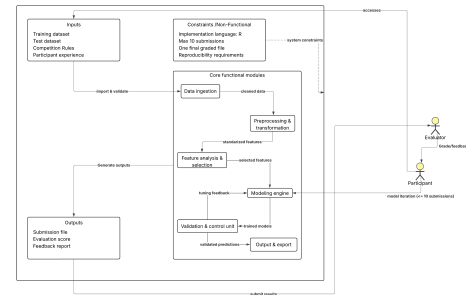 accesses
Inputs
Training dataset
Test dataset
Competition Rules
Participant experience
Constraints /Non-Functional
Implementation language: R
Max 10 submissions
One final graded file
Reproducibility requirements
system constraints
Core functional modules
import & validate
Data ingestion
cleaned data
Preprocessing &
transformation
standardised features
Feature analysis &
selection
selected features
Generate outputs
tuning feedback
Modeling engine
model iteration (<= 10 submissions)
Validation & control unit
trained models
validated predictions
Output & export
Outputs
Submission file
Evaluation score
Feedback report
Evaluator
Grade/feedback
Participant
submit results